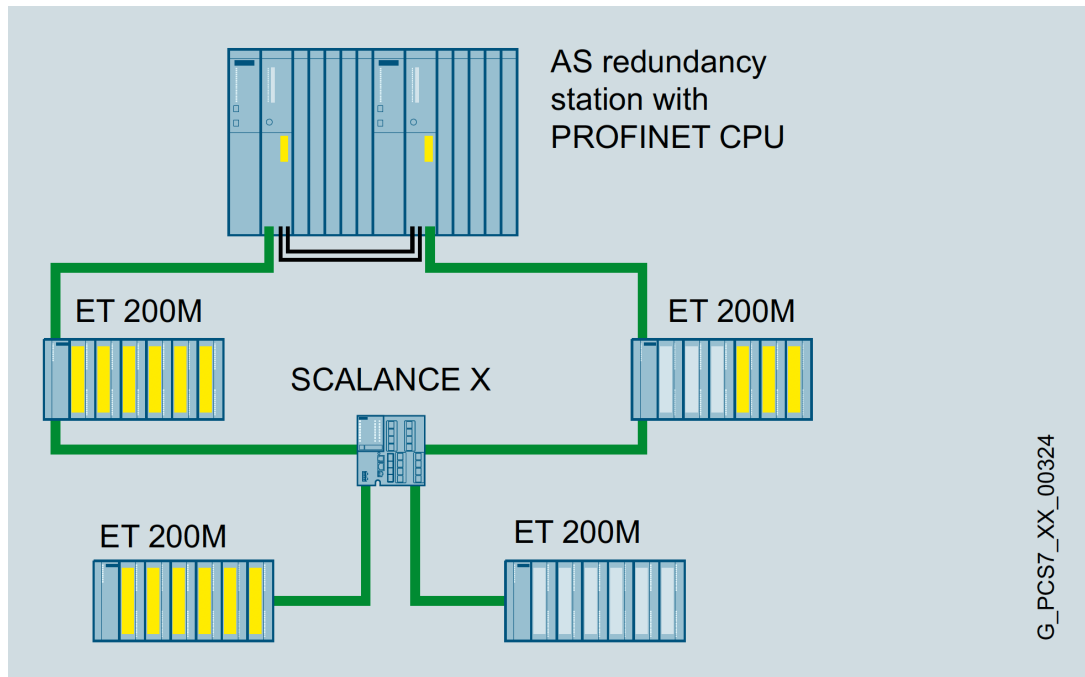 AS redundancy
station with
PROFINET CPU
ET 200M
ET 200M
SCALANCE X
ET 200M
ET 200M
G_PCS7_XX_00324